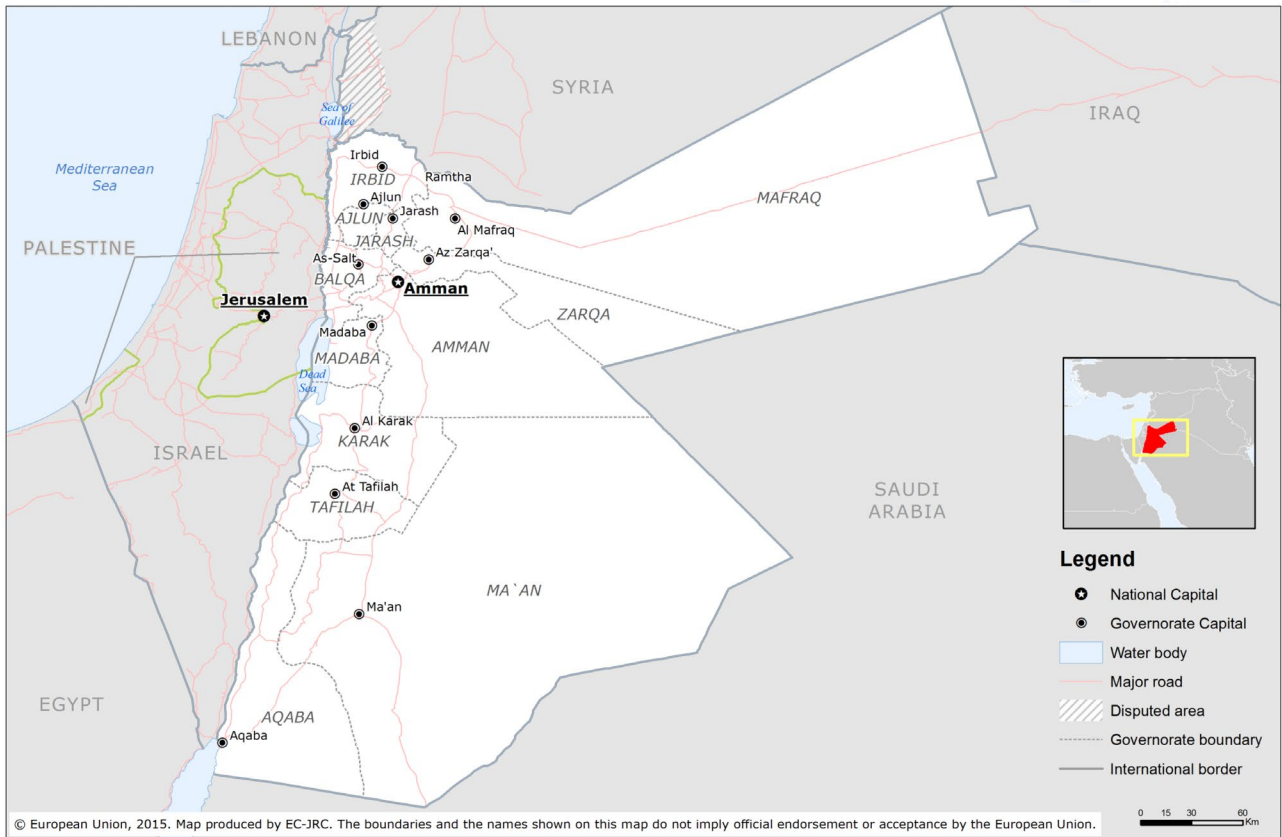 LEBANON
SYRIA
IRAQ
Sea of
Galilee
Mediterranean
Sea
Irbid
IRBID
Ramtha
MAFRAQ
Ajlun
AJLUN
Jarash
Al Mafraq
JARASH
PALESTINE
As-Salt
Az Zarqa'
BALQA
Amman
Jerusalem
ZARQA
Madaba
AMMAN
MADABA
Dead
Sea
Al Karak
KARAK
ISRAEL
At Tafilah
TAFILAH
SAUDI
ARABIA
MA`AN
Ma'an
EGYPT
AQABA
Aqaba
Legend
National Capital
Governorate Capital
Water body
Major road
Disputed area
Governorate boundary
International border
0 15 30 60
Km
© European Union, 2015. Map produced by EC-JRC. The boundaries and the names shown on this map do not imply official endorsement or acceptance by the European Union.